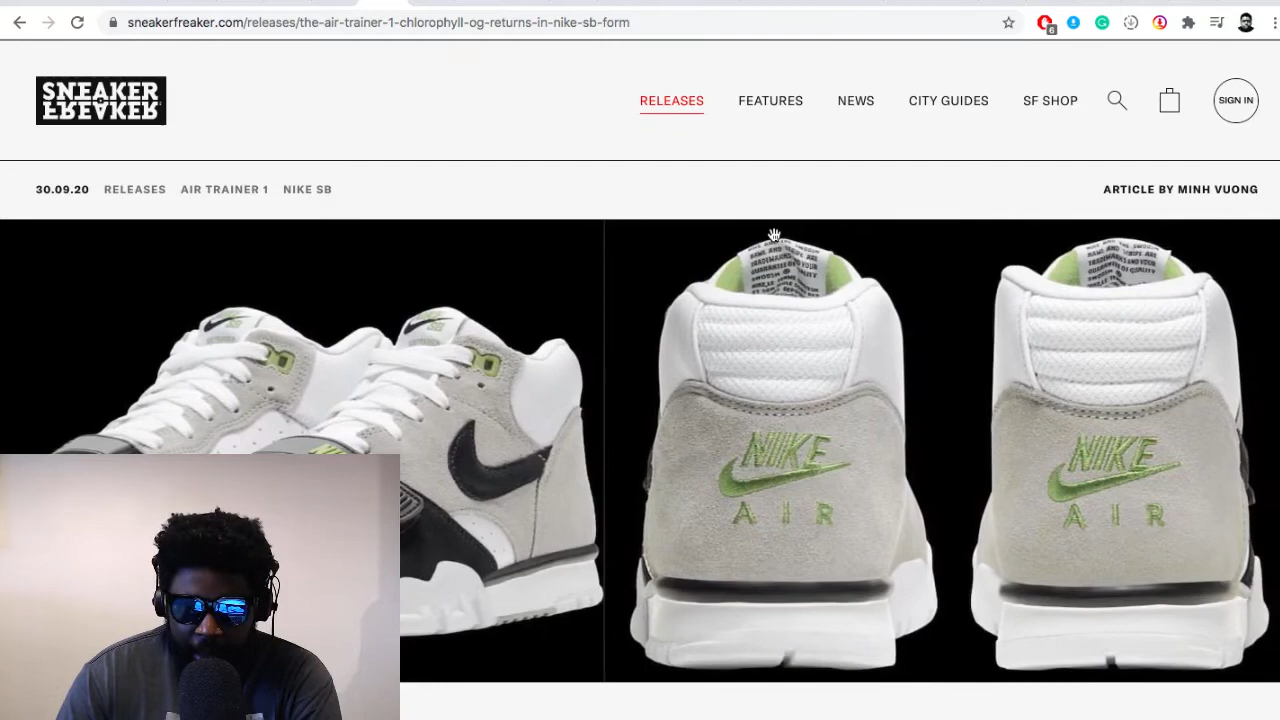 sneakerfreaker.com/releases/the-air-trainer-1-chlorophyll-og-returns-in-nike-sb-form
6
SNEAKER
FREAKER
RELEASES FEATURES NEWS CITY GUIDES SF SHOP SIGN IN
30.09.20 RELEASES AIR TRAINER 1 NIKE SB ARTICLE BY MINH VUONG
NIKE
AIR
NIKE
AIR